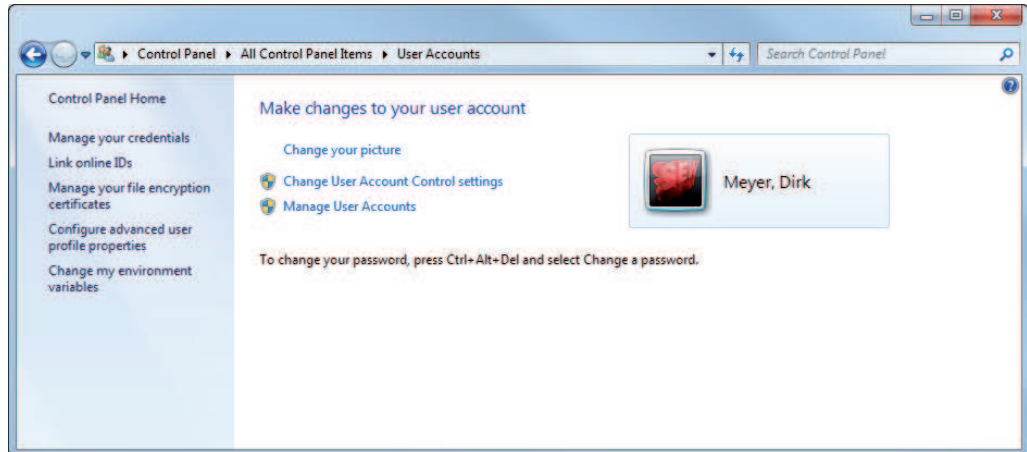 Control Panel ▸ All Control Panel Items ▸ User Accounts
Search Control Panel
Control Panel Home
Manage your credentials
Link online IDs
Manage your file encryption
certificates
Configure advanced user
profile properties
Change my environment
variables
Make changes to your user account
Change your picture
Change User Account Control settings
Manage User Accounts
Meyer, Dirk
To change your password, press Ctrl+Alt+Del and select Change a password.